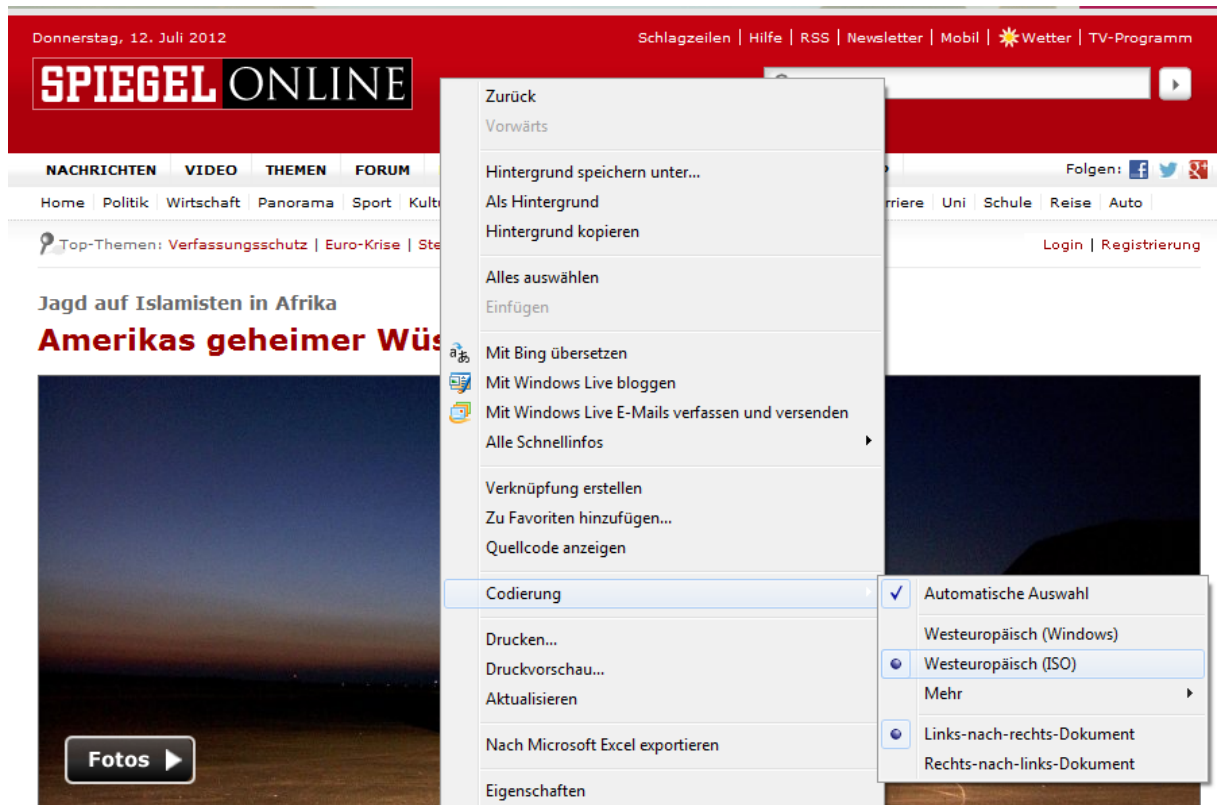 Donnerstag, 12. Juli 2012
Schlagzeilen | Hilfe | RSS | Newsletter | Mobil | Wetter | TV-Programm
SPIEGEL ONLINE
NACHRICHTEN VIDEO THEMEN FORUM
Folgen:
Home Politik Wirtschaft Panorama Sport
Uni Schule Reise Auto
Top-Themen: Verfassungsschutz | Euro-Krise |
Login | Registrierung
Jagd auf Islamisten in Afrika
Amerikas geheimer
Fotos
Zurück
Vorwärts
Hintergrund speichern unter...
Als Hintergrund
Hintergrund kopieren
Alles auswählen
Einfügen
Mit Bing übersetzen
Mit Windows Live bloggen
Mit Windows Live E-Mails verfassen und versenden
Alle Schnellinfos
Verknüpfung erstellen
Zu Favoriten hinzufügen...
Quellcode anzeigen
Codierung
Drucken...
Druckvorschau...
Aktualisieren
Nach Microsoft Excel exportieren
Eigenschaften
Automatische Auswahl
Westeuropäisch (Windows)
Westeuropäisch (ISO)
Mehr
Links-nach-rechts-Dokument
Rechts-nach-links-Dokument